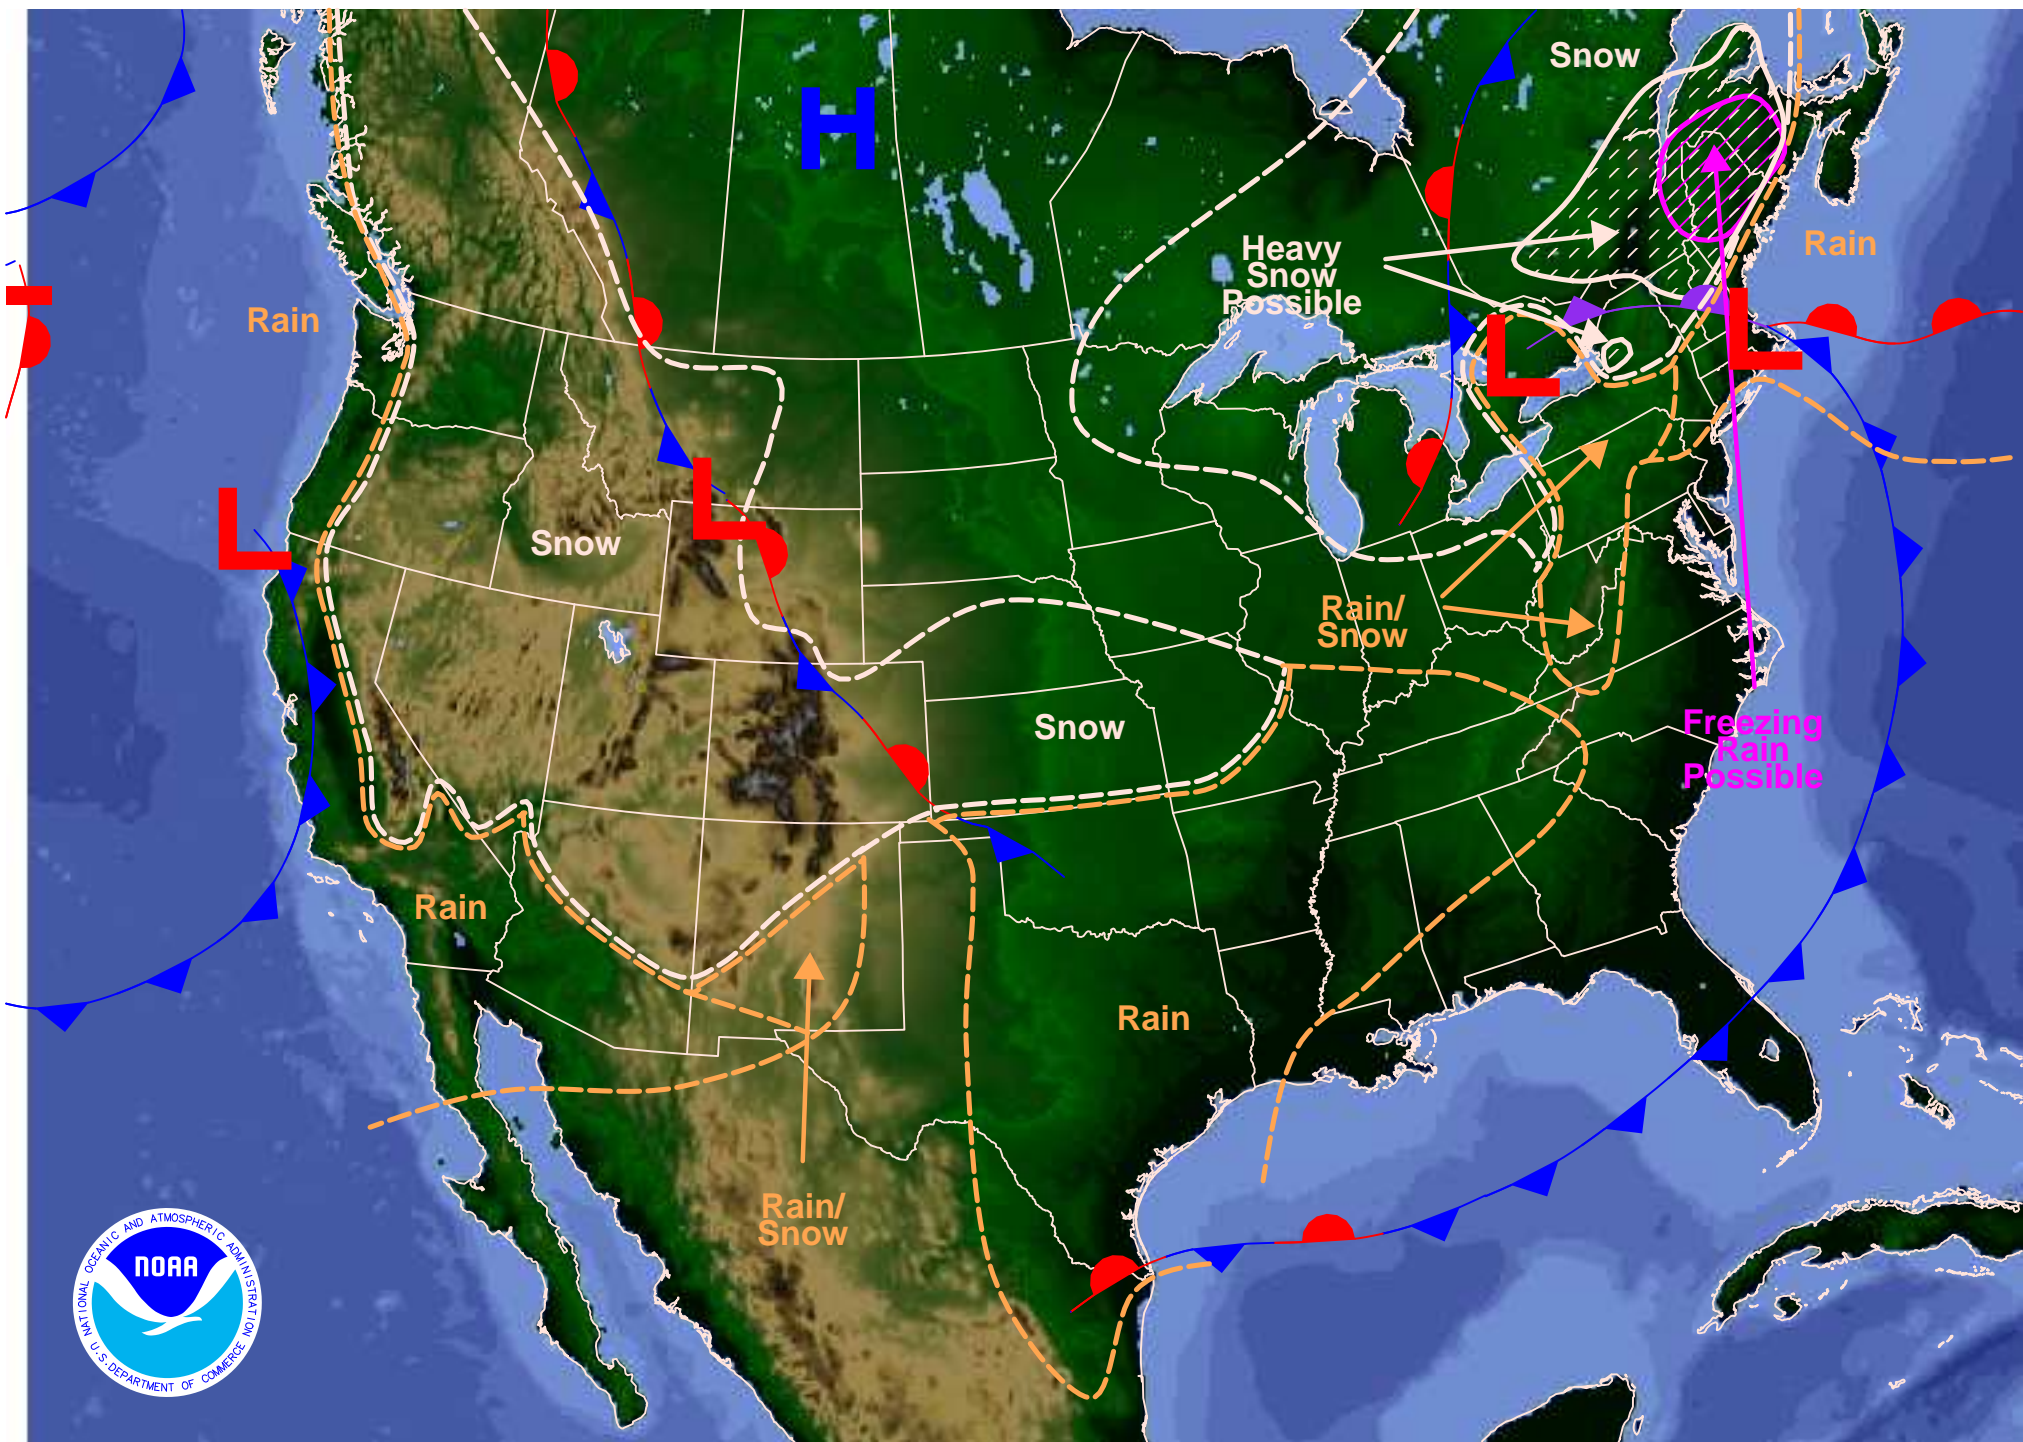 Snow
H
Heavy
Snow
Possible
Rain
Rain
L
L
L
L
Snow
Rain/
Snow
Snow
Freezing
Rain
Possible
Rain
Rain
Rain/
Snow
NATIONAL OCEANIC AND ATMOSPHERIC ADMINISTRATION
NOAA
U.S. DEPARTMENT OF COMMERCE